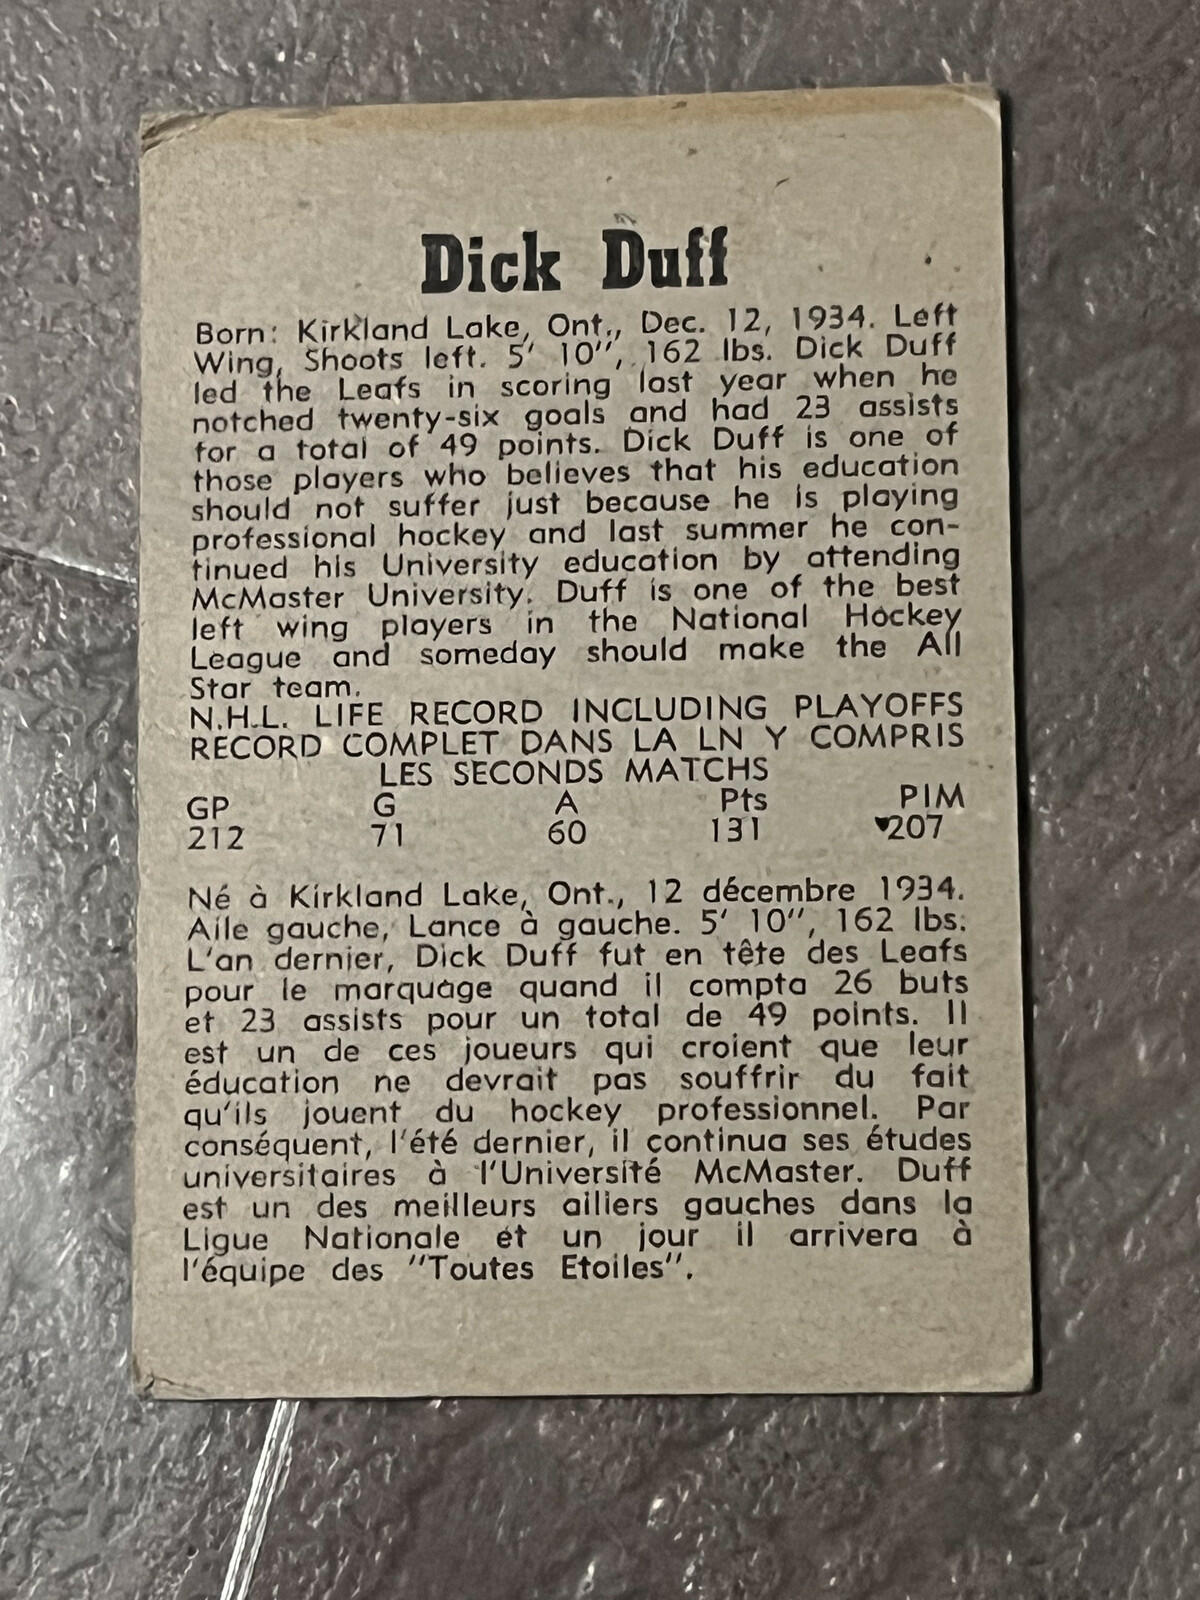 Dick Duff
Born: Kirkland Lake, Ont., Dec. 12, 1934. Left
Wing, Shoots left. 5' 10", 162 lbs. Dick Duff
led the Leafs in scoring last year when he
notched twenty-six goals and had 23 assists
for a total of 49 points. Dick Duff is one of
those players who believes that his education
should not suffer just because he is playing
professional hockey and last summer he con-
tinued his University education by attending
McMaster University. Duff is one of the best
left wing players in the National Hockey
League and someday should make the All
Star team.
N.H.L. LIFE RECORD INCLUDING PLAYOFFS
RECORD COMPLET DANS LA LN Y COMPRIS
LES SECONDS MATCHS
GP G A Pts PIM
212 71 60 131 207
Né à Kirkland Lake, Ont., 12 décembre 1934.
Aile gauche, Lance à gauche. 5' 10", 162 lbs.
L'an dernier, Dick Duff fut en tête des Leafs
pour le marquage quand il compta 26 buts
et 23 assists pour un total de 49 points. Il
est un de ces joueurs qui croient que leur
éducation ne devrait pas souffrir du fait
qu'ils jouent du hockey professionnel. Par
conséquent, l'été dernier, il continua ses études
universitaires à l'Université McMaster. Duff
est un des meilleurs ailiers gauches dans la
Ligue Nationale et un jour il arrivera à
l'équipe des "Toutes Etoiles".